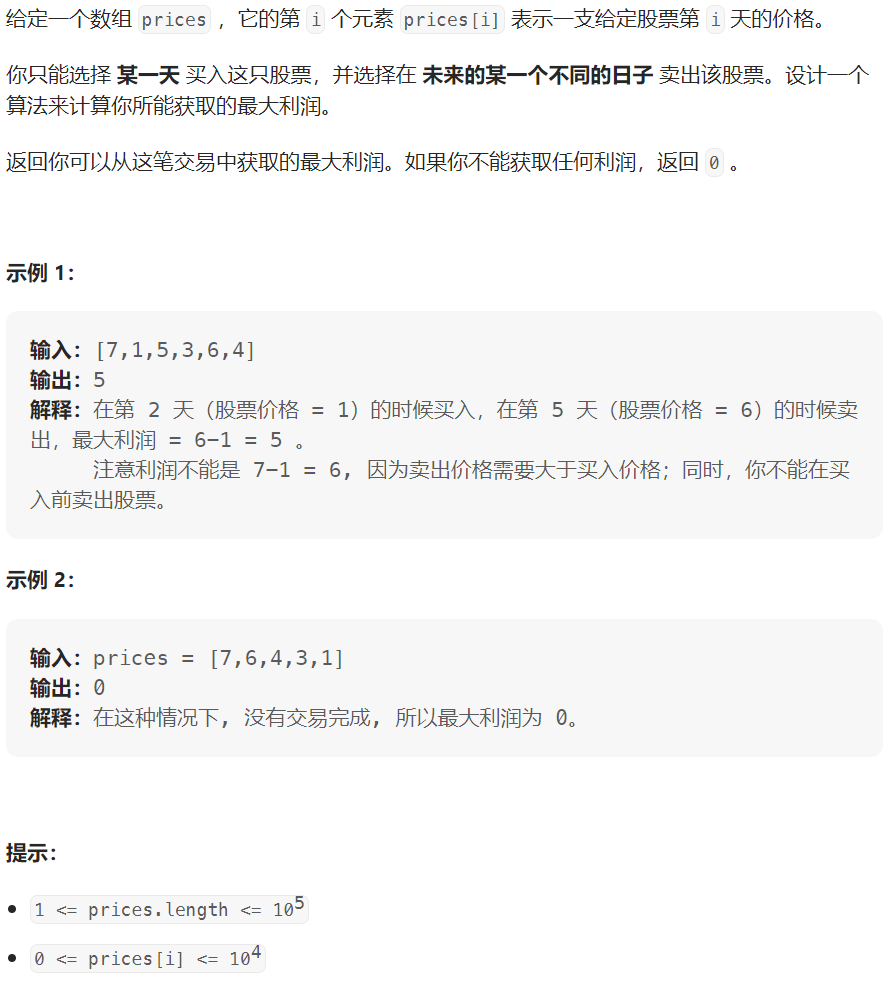 给定一个数组 prices ，它的第 i 个元素 prices[i] 表示一支给定股票第 i 天的价格。
你只能选择 某一天 买入这只股票，并选择在 未来的某一个不同的日子 卖出该股票。设计一个
算法来计算你所能获取的最大利润。
返回你可以从这笔交易中获取的最大利润。如果你不能获取任何利润，返回 0 。
示例 1：
输入：[7,1,5,3,6,4]
输出：5
解释：在第 2 天（股票价格 = 1）的时候买入，在第 5 天（股票价格 = 6）的时候卖
出，最大利润 = 6-1 = 5 。
注意利润不能是 7-1 = 6, 因为卖出价格需要大于买入价格；同时，你不能在买
入前卖出股票。
示例 2：
输入：prices = [7,6,4,3,1]
输出：0
解释：在这种情况下, 没有交易完成, 所以最大利润为 0。
提示：
1 <= prices.length <= 10⁵
0 <= prices[i] <= 10⁴